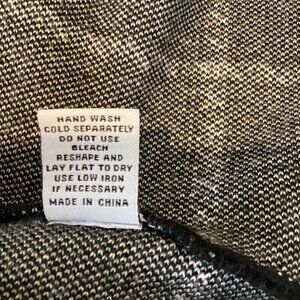 HAND WASH
COLD SEPARATELY
DO NOT USE
BLEACH
RESHAPE AND
LAY FLAT TO DRY
USE LOW IRON
IF NECESSARY
MADE IN CHINA